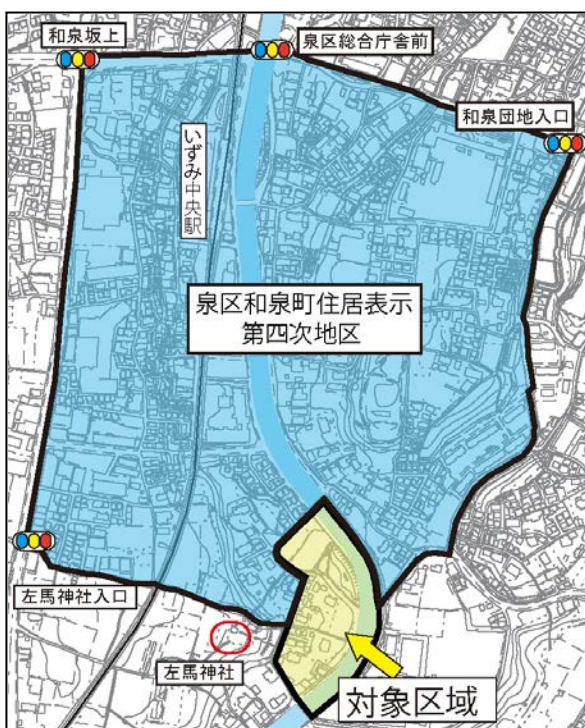 和泉坂上
泉区総合庁舎前
和泉団地入口
いずみ中央駅
泉区和泉町住居表示
第四次地区
左馬神社入口
左馬神社
対象区域